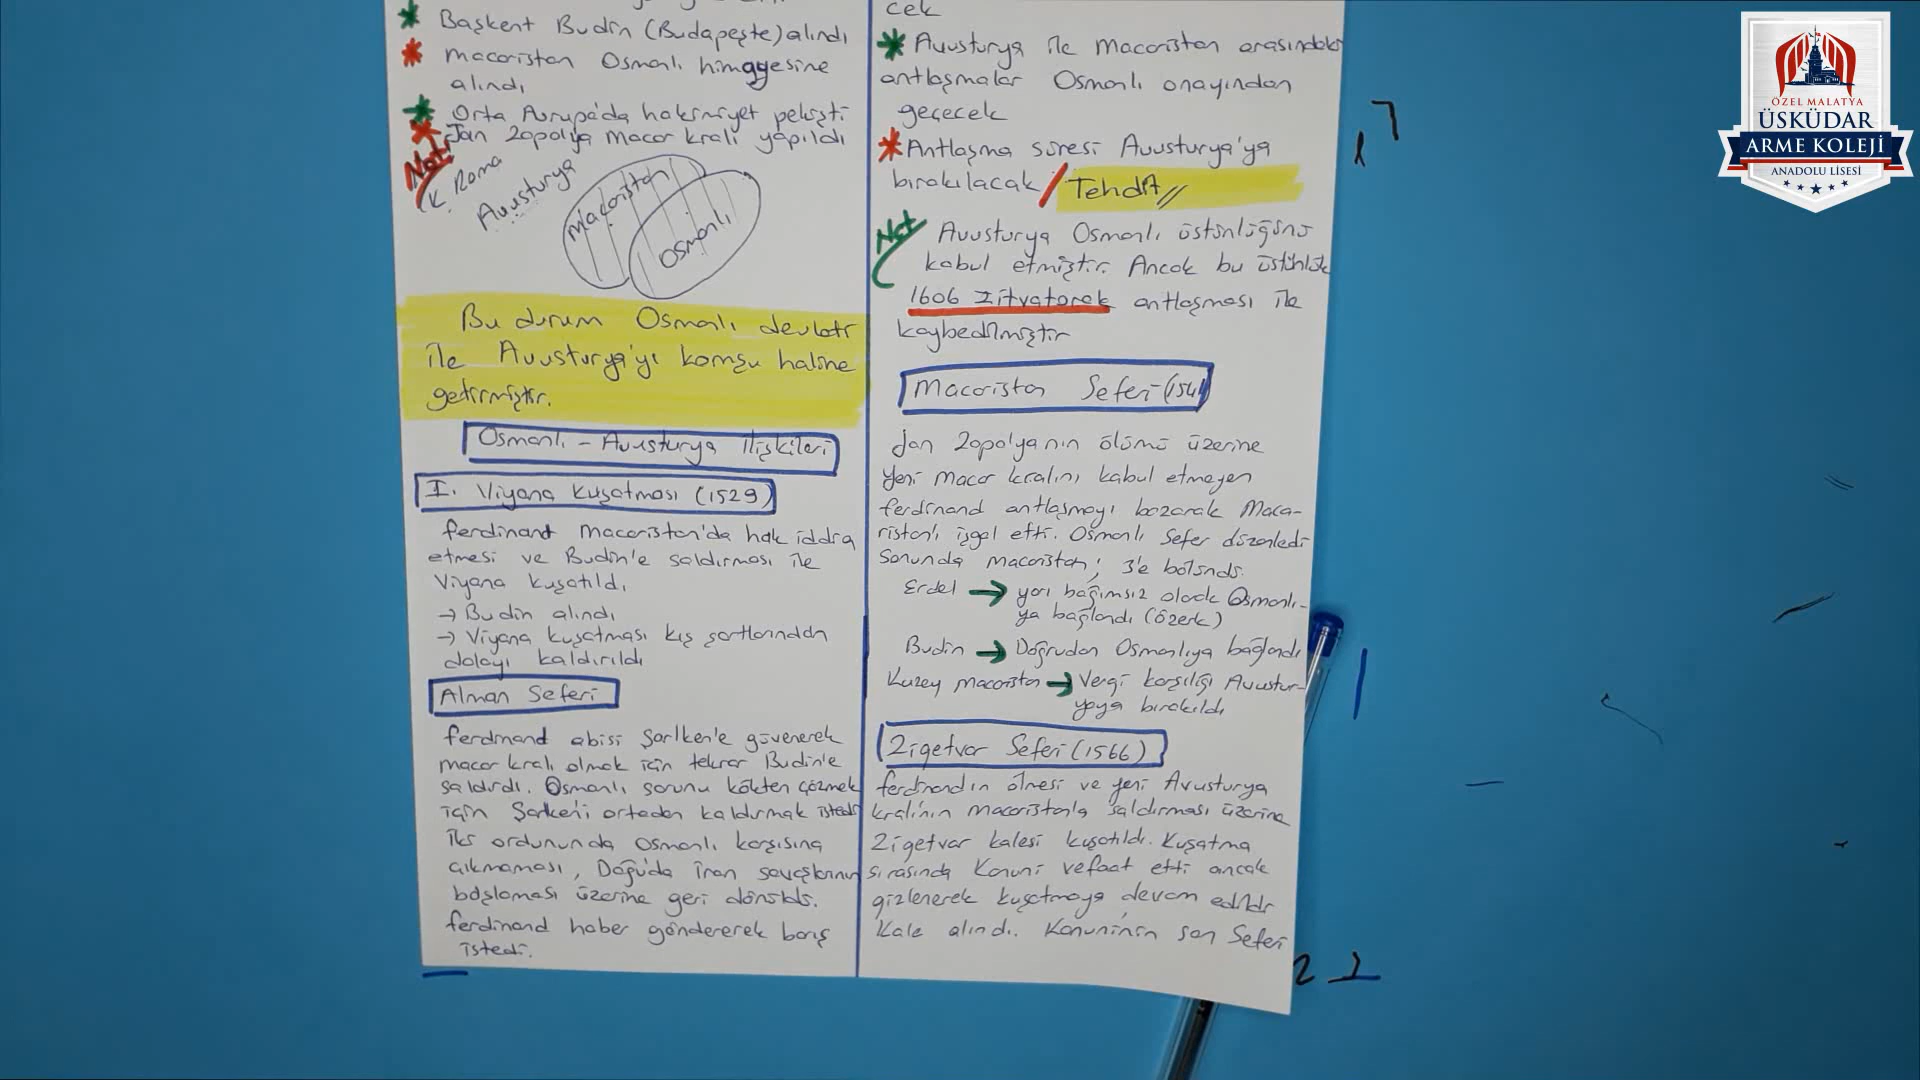 * Başkent Budin (Budapeşte) alındı
* Macaristan Osmanlı himayesine
alındı
* Orta Avrupa'da hakimiyet pekişti
* Jan Zapolya Macar kralı yapıldı
Not
K. Roma
Avusturya
Macaristan
Osmanlı
Bu durum Osmanlı devleti
ile Avusturya'yı komşu haline
getirmiştir.
Osmanlı - Avusturya İlişkileri
I. Viyana Kuşatması (1529)
ferdinand Macaristan'da hak iddia
etmesi ve Budin'e saldırması ile
Viyana kuşatıldı
→ Budin alındı
→ Viyana kuşatması kış şartlarından
dolayı kaldırıldı
Alman Seferi
ferdinand abisi Şarlken'e güvenerek
macar kralı olmak için tekrar Budin'e
saldırdı. Osmanlı sorunu kökten çözmek
için Şarken'i ortadan kaldırmak istedi
İki ordununda Osmanlı karşısına
çıkmaması, Doğu'da İran savaşlarının
başlaması üzerine geri dönüldü.
ferdinand haber göndererek barış
istedi.
cek
* Avusturya ile Macaristan arasındaki
antlaşmalar Osmanlı onayından
geçecek
* Antlaşma süresi Avusturya'ya
bırakılacak / Tehdit //
Not Avusturya Osmanlı üstünlüğünü
kabul etmiştir. Ancak bu üstünlük
1606 Zitvatorek antlaşması ile
kaybedilmiştir
Macaristan Seferi (1541
Jan Zapolyanın ölümü üzerine
yeni macar kralını kabul etmeyen
ferdinand antlaşmayı bozarak Maca-
ristan'ı işgal etti. Osmanlı Sefer düzenledi
Sonunda macaristan; 3'e bölündü.
Erdel → yarı bağımsız olarak Osmanlı-
ya bağlandı (özerk)
Budin → Doğrudan Osmanlıya bağlandı
Kuzey macaristan → Vergi karşılığı Avustur-
yaya bırakıldı
Zigetvar Seferi (1566)
ferdinandın ölmesi ve yeni Avusturya
kralı'nın Macaristan'a saldırması üzerine
Zigetvar kalesi kuşatıldı. Kuşatma
sırasında Kanuni vefaat etti ancak
gizlenerek kuşatmaya devam edildi
Kale alındı. Kanuni'nin son Seferi
ÖZEL MALATYA
ÜSKÜDAR
ARME KOLEJİ
ANADOLU LİSESİ